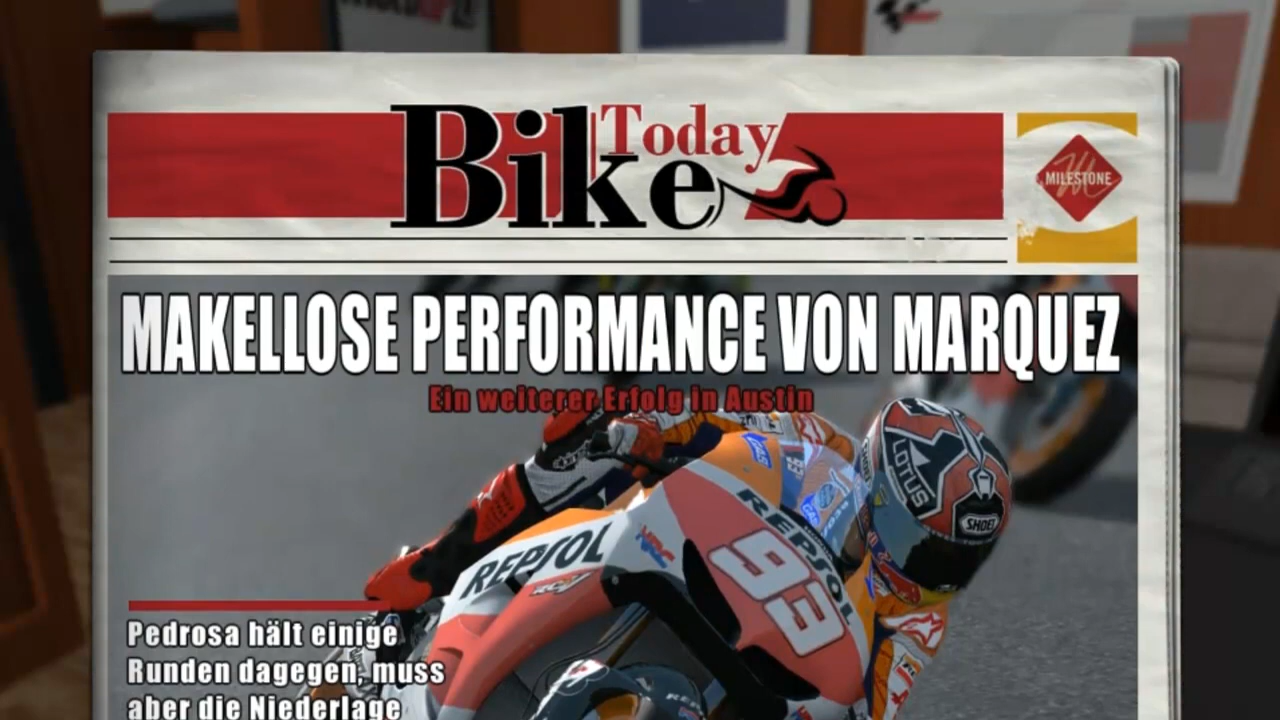 Bike Today
MILESTONE
MAKELLOSE PERFORMANCE VON MARQUEZ
Ein weiterer Erfolg in Austin
LOTUS
SHOEI
REPSOL
REPSOL
93
Pedrosa hält einige
Runden dagegen, muss
aber die Niederlage